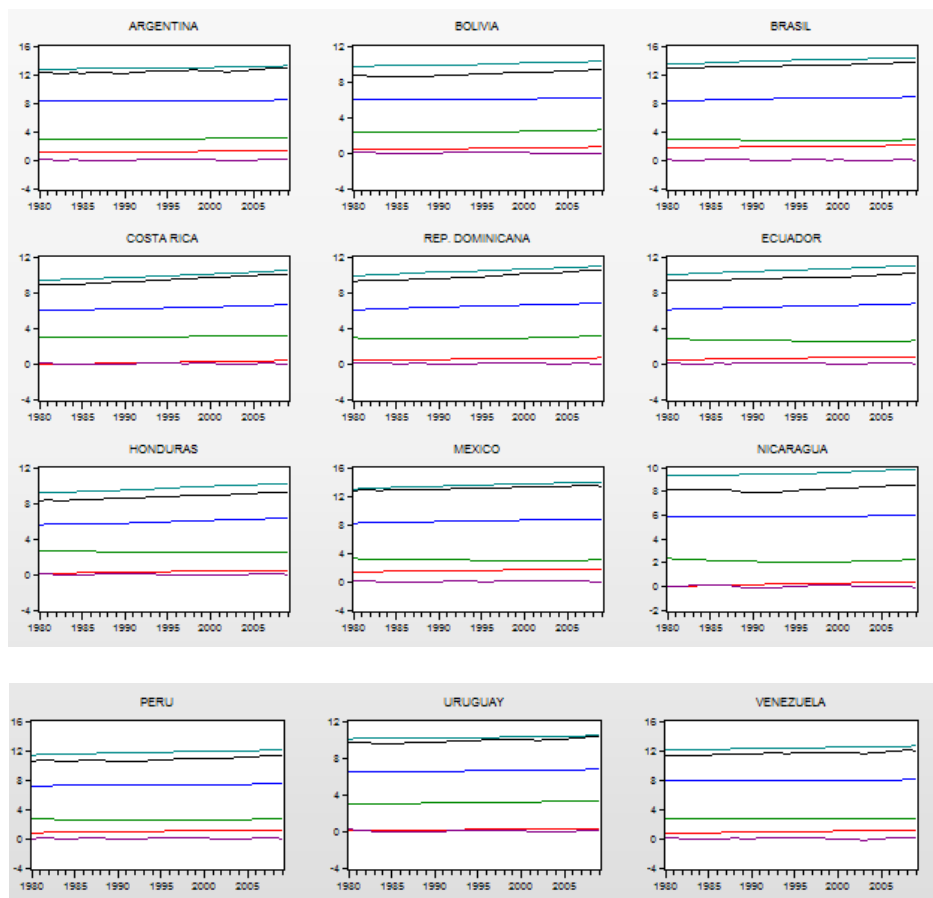 ARGENTINA BOLIVIA BRASIL
16 12 8 4 0 -4
1980 1985 1990 1995 2000 2005
12 8 4 0 -4
1980 1985 1990 1995 2000 2005
16 12 8 4 0 -4
1980 1985 1990 1995 2000 2005
COSTA RICA REP. DOMINICANA ECUADOR
12 8 4 0 -4
1980 1985 1990 1995 2000 2005
12 8 4 0 -4
1980 1985 1990 1995 2000 2005
12 8 4 0 -4
1980 1985 1990 1995 2000 2005
HONDURAS MEXICO NICARAGUA
12 8 4 0 -4
1980 1985 1990 1995 2000 2005
16 12 8 4 0 -4
1980 1985 1990 1995 2000 2005
10 8 6 4 2 0 -2
1980 1985 1990 1995 2000 2005
PERU URUGUAY VENEZUELA
16 12 8 4 0 -4
1980 1985 1990 1995 2000 2005
12 8 4 0 -4
1980 1985 1990 1995 2000 2005
16 12 8 4 0 -4
1980 1985 1990 1995 2000 2005